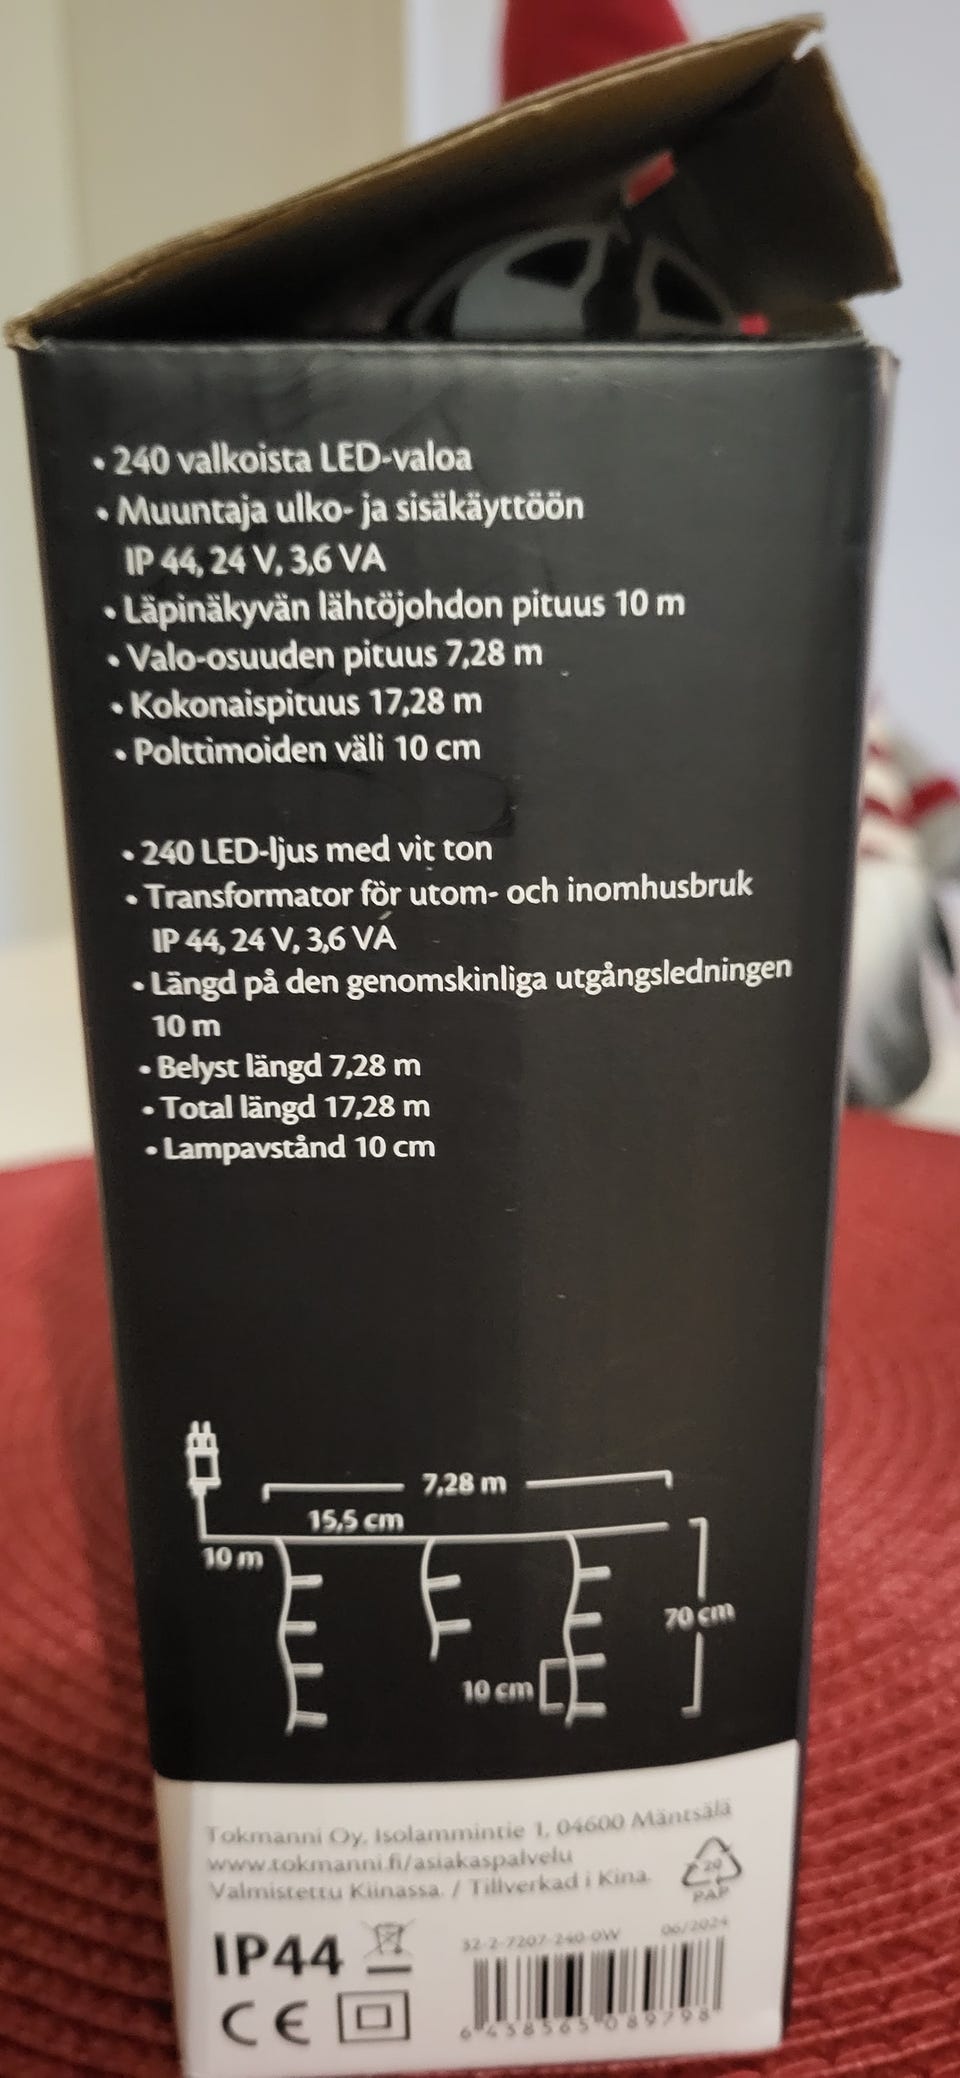 • 240 valkoista LED-valoa
• Muuntaja ulko- ja sisäkäyttöön
IP 44, 24 V, 3,6 VA
• Läpinäkyvän lähtöjohdon pituus 10 m
• Valo-osuuden pituus 7,28 m
• Kokonaispituus 17,28 m
• Polttimoiden väli 10 cm
• 240 LED-ljus med vit ton
• Transformator för utom- och inomhusbruk
IP 44, 24 V, 3,6 VA
• Längd på den genomskinliga utgångsledningen
10 m
• Belyst längd 7,28 m
• Total längd 17,28 m
• Lampavstånd 10 cm
7,28 m
15,5 cm
10 m
70 cm
10 cm
Tokmanni Oy, Isolammintie 1, 04600 Mäntsälä
www.tokmanni.fi/asiakaspalvelu
Valmistettu Kiinassa. / Tillverkad i Kina.
20
PAP
IP44
32-2-7207-240-0W 06/2024
CE
6 438565 089798